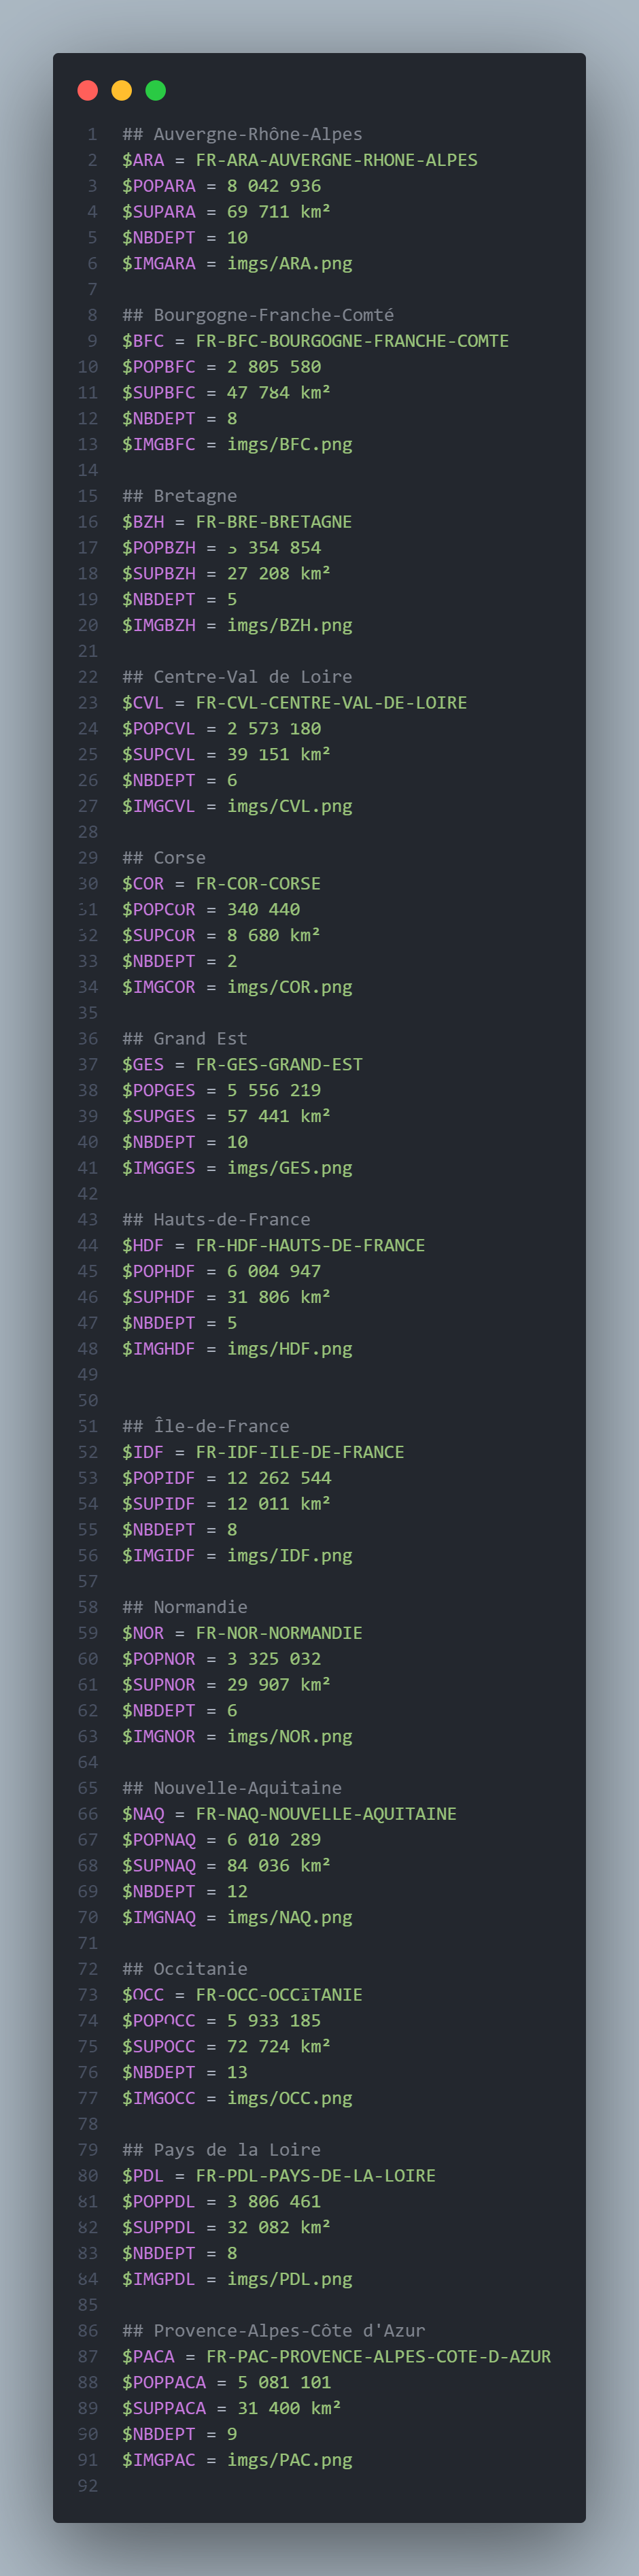 1 ## Auvergne-Rhône-Alpes
2 $ARA = FR-ARA-AUVERGNE-RHONE-ALPES
3 $POPARA = 8 042 936
4 $SUPARA = 69 711 km²
5 $NBDEPT = 10
6 $IMGARA = imgs/ARA.png
7
8 ## Bourgogne-Franche-Comté
9 $BFC = FR-BFC-BOURGOGNE-FRANCHE-COMTE
10 $POPBFC = 2 805 580
11 $SUPBFC = 47 784 km²
12 $NBDEPT = 8
13 $IMGBFC = imgs/BFC.png
14
15 ## Bretagne
16 $BZH = FR-BRE-BRETAGNE
17 $POPBZH = 3 354 854
18 $SUPBZH = 27 208 km²
19 $NBDEPT = 5
20 $IMGBZH = imgs/BZH.png
21
22 ## Centre-Val de Loire
23 $CVL = FR-CVL-CENTRE-VAL-DE-LOIRE
24 $POPCVL = 2 573 180
25 $SUPCVL = 39 151 km²
26 $NBDEPT = 6
27 $IMGCVL = imgs/CVL.png
28
29 ## Corse
30 $COR = FR-COR-CORSE
31 $POPCOR = 340 440
32 $SUPCOR = 8 680 km²
33 $NBDEPT = 2
34 $IMGCOR = imgs/COR.png
35
36 ## Grand Est
37 $GES = FR-GES-GRAND-EST
38 $POPGES = 5 556 219
39 $SUPGES = 57 441 km²
40 $NBDEPT = 10
41 $IMGGES = imgs/GES.png
42
43 ## Hauts-de-France
44 $HDF = FR-HDF-HAUTS-DE-FRANCE
45 $POPHDF = 6 004 947
46 $SUPHDF = 31 806 km²
47 $NBDEPT = 5
48 $IMGHDF = imgs/HDF.png
49
50
51 ## Île-de-France
52 $IDF = FR-IDF-ILE-DE-FRANCE
53 $POPIDF = 12 262 544
54 $SUPIDF = 12 011 km²
55 $NBDEPT = 8
56 $IMGIDF = imgs/IDF.png
57
58 ## Normandie
59 $NOR = FR-NOR-NORMANDIE
60 $POPNOR = 3 325 032
61 $SUPNOR = 29 907 km²
62 $NBDEPT = 6
63 $IMGNOR = imgs/NOR.png
64
65 ## Nouvelle-Aquitaine
66 $NAQ = FR-NAQ-NOUVELLE-AQUITAINE
67 $POPNAQ = 6 010 289
68 $SUPNAQ = 84 036 km²
69 $NBDEPT = 12
70 $IMGNAQ = imgs/NAQ.png
71
72 ## Occitanie
73 $OCC = FR-OCC-OCCITANIE
74 $POPOCC = 5 933 185
75 $SUPOCC = 72 724 km²
76 $NBDEPT = 13
77 $IMGOCC = imgs/OCC.png
78
79 ## Pays de la Loire
80 $PDL = FR-PDL-PAYS-DE-LA-LOIRE
81 $POPPDL = 3 806 461
82 $SUPPDL = 32 082 km²
83 $NBDEPT = 8
84 $IMGPDL = imgs/PDL.png
85
86 ## Provence-Alpes-Côte d'Azur
87 $PACA = FR-PAC-PROVENCE-ALPES-COTE-D-AZUR
88 $POPPACA = 5 081 101
89 $SUPPACA = 31 400 km²
90 $NBDEPT = 9
91 $IMGPAC = imgs/PAC.png
92